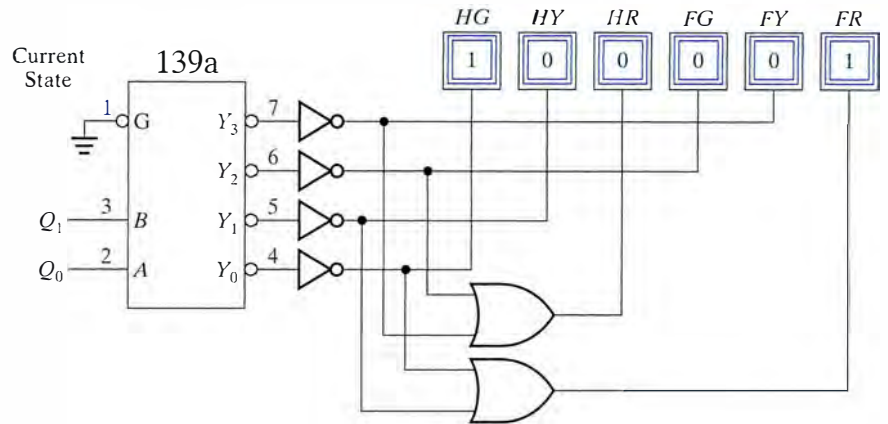 HG HY HR FG FY FR
1 0 0 0 0 1
Current
State
139a
1 G Y₃ 7
Y₂ 6
Q₁ 3 B Y₁ 5
Q₀ 2 A Y₀ 4